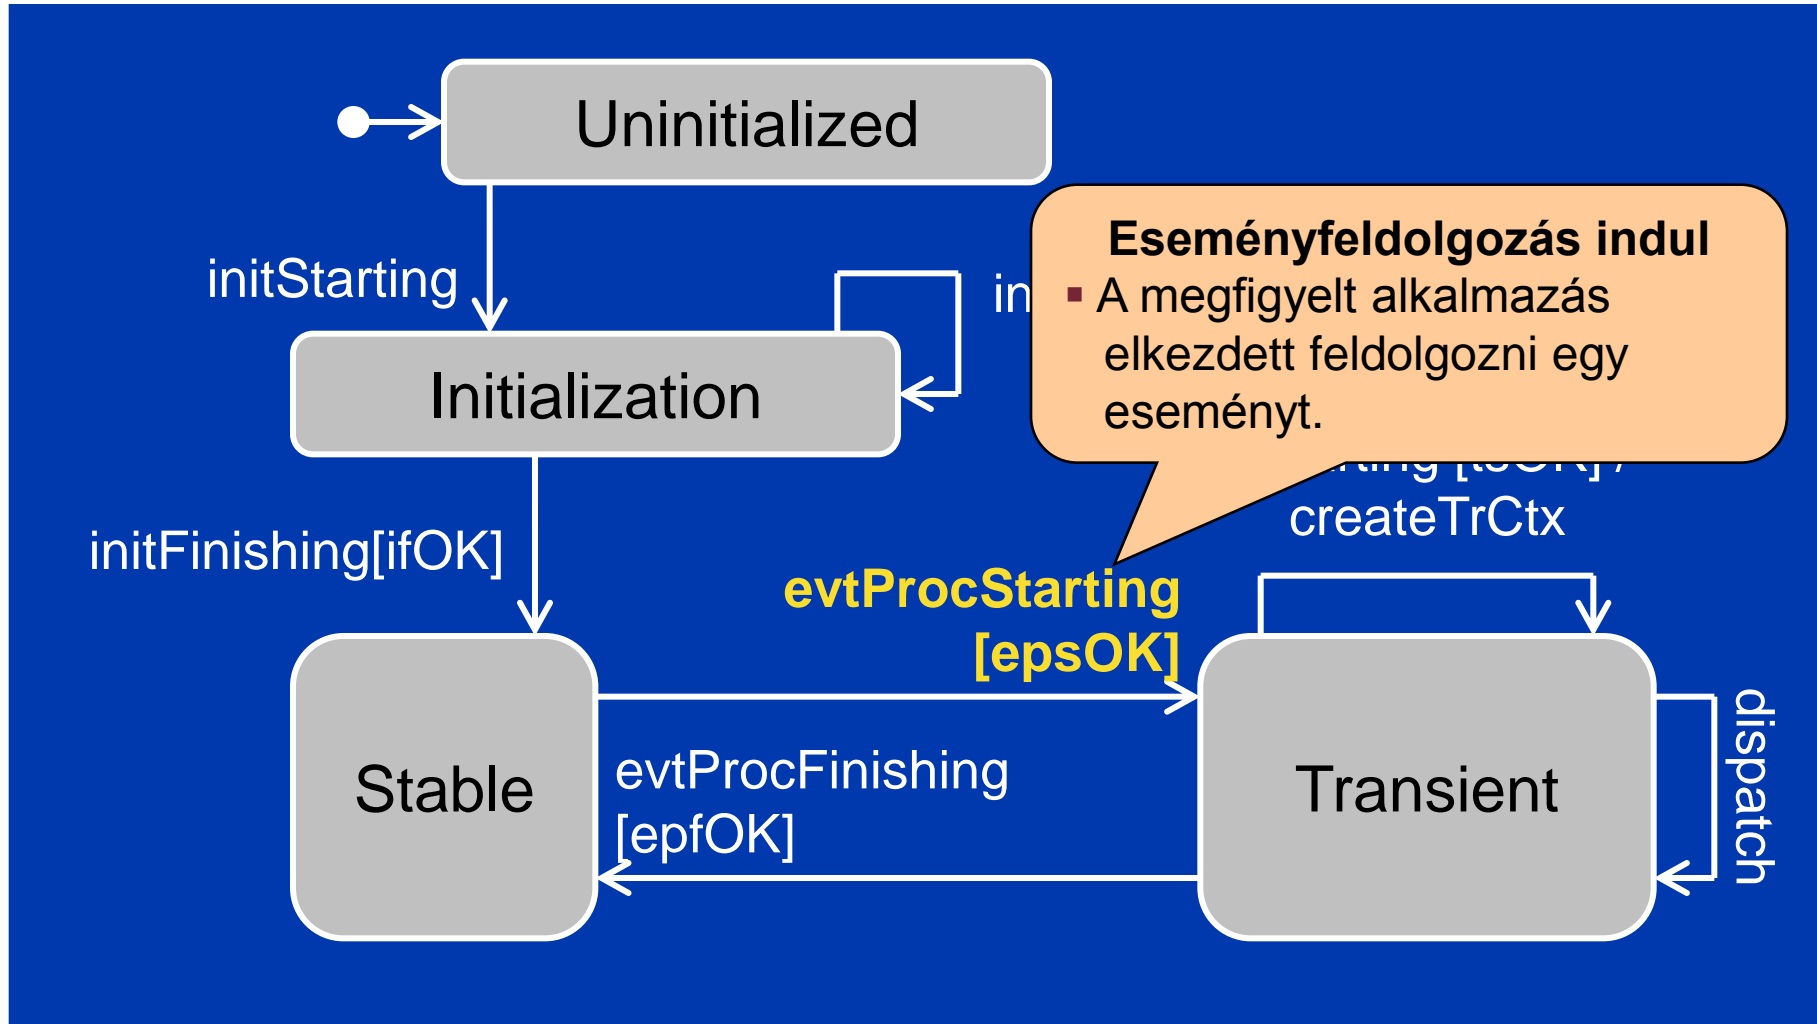 Uninitialized
initStarting
Eseményfeldolgozás indul
▪ A megfigyelt alkalmazás
elkezdett feldolgozni egy
eseményt.
Initialization
[tsOK] /
createTrCtx
initFinishing[ifOK]
evtProcStarting
[epsOK]
Stable
evtProcFinishing
[epfOK]
Transient
dispatch